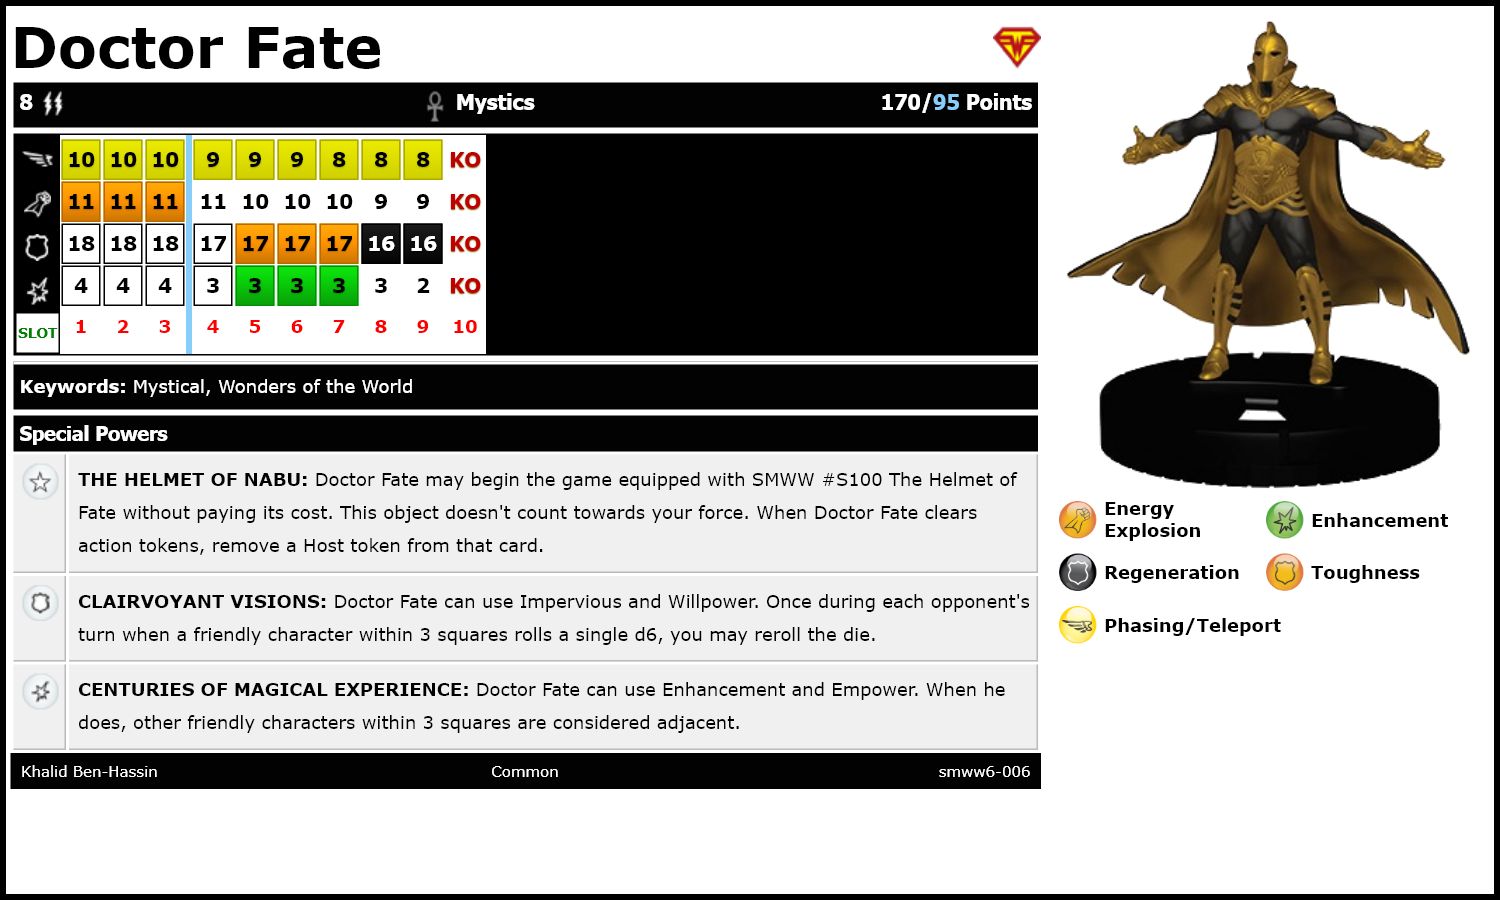 Doctor Fate
8 Mystics 170/95 Points
10 10 10 9 9 9 8 8 8 KO
11 11 11 11 10 10 10 9 9 KO
18 18 18 17 17 17 17 16 16 KO
4 4 4 3 3 3 3 3 2 KO
SLOT 1 2 3 4 5 6 7 8 9 10
Keywords: Mystical, Wonders of the World
Special Powers
THE HELMET OF NABU: Doctor Fate may begin the game equipped with SMWW #S100 The Helmet of
Fate without paying its cost. This object doesn't count towards your force. When Doctor Fate clears
action tokens, remove a Host token from that card.
CLAIRVOYANT VISIONS: Doctor Fate can use Impervious and Willpower. Once during each opponent's
turn when a friendly character within 3 squares rolls a single d6, you may reroll the die.
CENTURIES OF MAGICAL EXPERIENCE: Doctor Fate can use Enhancement and Empower. When he
does, other friendly characters within 3 squares are considered adjacent.
Khalid Ben-Hassin Common smww6-006
Energy
Explosion
Enhancement
Regeneration
Toughness
Phasing/Teleport